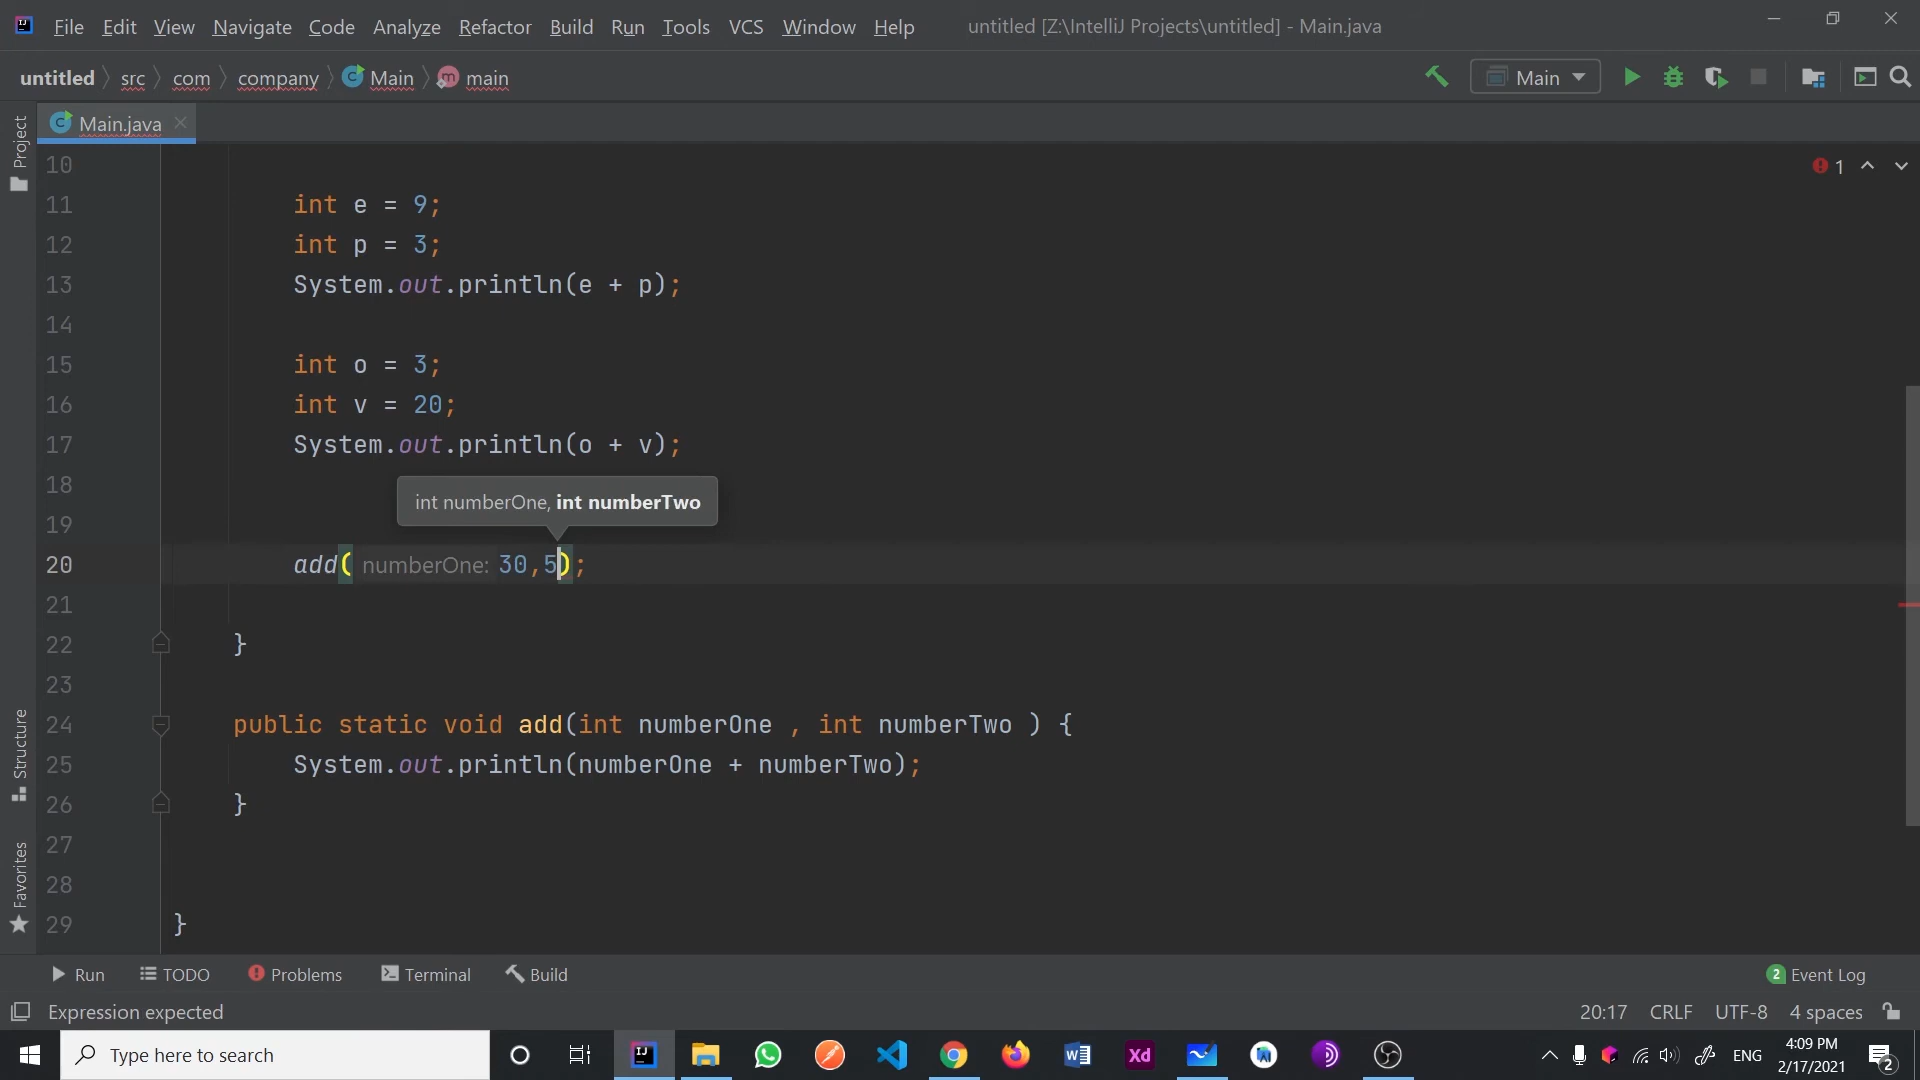 File Edit View Navigate Code Analyze Refactor Build Run Tools VCS Window Help untitled [Z:\IntelliJ Projects\untitled] - Main.java
untitled src com company Main main Main
Main.java
Project
10
1
11 int e = 9;
12 int p = 3;
13 System.out.println(e + p);
14
15 int o = 3;
16 int v = 20;
17 System.out.println(o + v);
18
int numberOne, int numberTwo
19
20 add( numberOne: 30,5);
21
22 }
23
24 public static void add(int numberOne , int numberTwo ) {
25 System.out.println(numberOne + numberTwo);
26 }
27
28
29 }
Structure
Favorites
Run TODO Problems Terminal Build 2 Event Log
Expression expected 20:17 CRLF UTF-8 4 spaces
Type here to search ENG 4:09 PM
2/17/2021 2